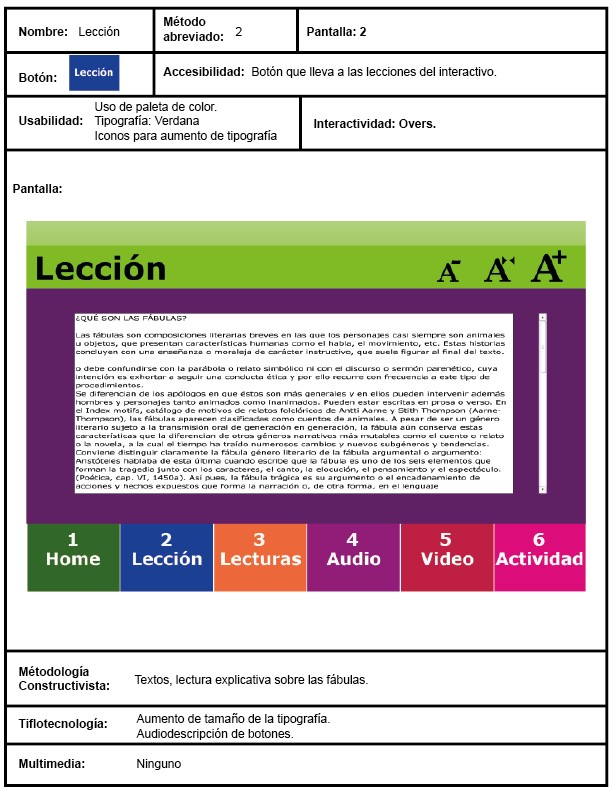 Nombre: Lección
Método abreviado: 2
Pantalla: 2
Botón: Lección
Accesibilidad: Botón que lleva a las lecciones del interactivo.
Usabilidad: Uso de paleta de color.
Tipografía: Verdana
Iconos para aumento de tipografía
Interactividad: Overs.
Pantalla:
Lección A- A A+
¿QUÉ SON LAS FÁBULAS?
Las fábulas son composiciones literarias breves en las que los personajes casi siempre son animales
u objetos, que presentan características humanas como el habla, el movimiento, etc. Estas historias
concluyen con una enseñanza o moraleja de carácter instructivo, que suele figurar al final del texto.
o debe confundirse con la parábola o relato simbólico ni con el discurso o sermón parenético, cuya
intención es exhortar a seguir una conducta ética y por ello recurre con frecuencia a este tipo de
procedimientos.
Se diferencian de los apólogos en que éstos son más generales y en ellos pueden intervenir además
hombres y personajes tanto animados como inanimados. Pueden estar escritas en prosa o verso. En
el Index motifs, catálogo de motivos de relatos folclóricos de Antti Aarne y Stith Thompson (Aarne-
Thompson), las fábulas aparecen clasificadas como cuentos de animales. A pesar de ser un género
literario sujeto a la transmisión oral de generación en generación, la fábula aún conserva estas
características que la diferencian de otros géneros narrativos más mutables como el cuento o relato
o la novela, a la cual el tiempo ha traído numerosos cambios y nuevos subgéneros y tendencias.
Conviene distinguir claramente la fábula género literario de la fábula argumental o argumento:
Aristóteles hablaba de esta última cuando escribe que la fábula es uno de los seis elementos que
forman la tragedia junto con los caracteres, el canto, la elocución, el pensamiento y el espectáculo.
(Poética, cap. VI, 1450a). Así pues, la fábula trágica es su argumento o el encadenamiento de
acciones y hechos expuestos que forma la narración o, de otra forma, en el lenguaje
1 2 3 4 5 6
Home Lección Lecturas Audio Video Actividad
Métodología
Constructivista: Textos, lectura explicativa sobre las fábulas.
Tiflotecnología: Aumento de tamaño de la tipografía.
Audiodescripción de botones.
Multimedia: Ninguno